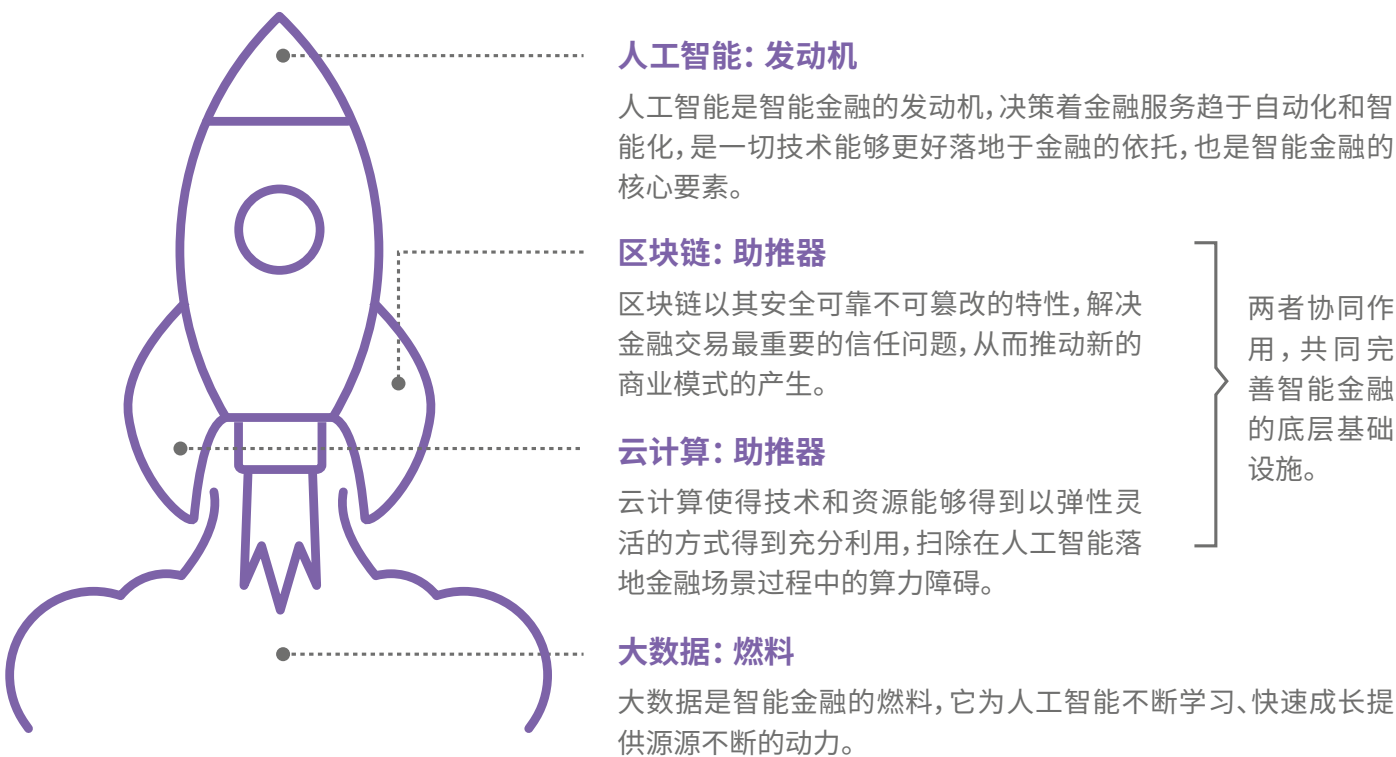 人工智能：发动机
人工智能是智能金融的发动机，决策着金融服务趋于自动化和智
能化，是一切技术能够更好落地于金融的依托，也是智能金融的
核心要素。
区块链：助推器
区块链以其安全可靠不可篡改的特性，解决
金融交易最重要的信任问题，从而推动新的
商业模式的产生。
云计算：助推器
云计算使得技术和资源能够得到以弹性灵
活的方式得到充分利用，扫除在人工智能落
地金融场景过程中的算力障碍。
两者协同作
用，共同完
善智能金融
的底层基础
设施。
大数据：燃料
大数据是智能金融的燃料，它为人工智能不断学习、快速成长提
供源源不断的动力。